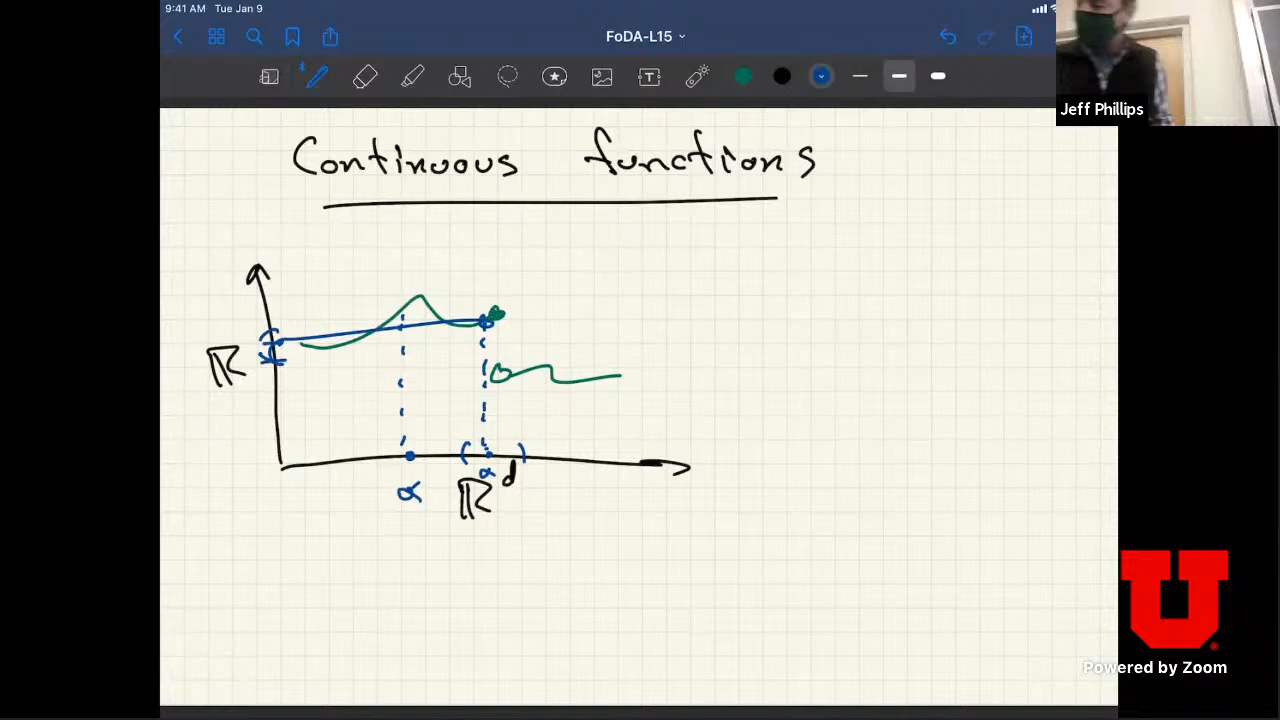 9:41 AM Tue Jan 9
FoDA-L15
T
Jeff Phillips
Continuous functions
ℝ
α
α
ℝ^d
U
Powered by Zoom